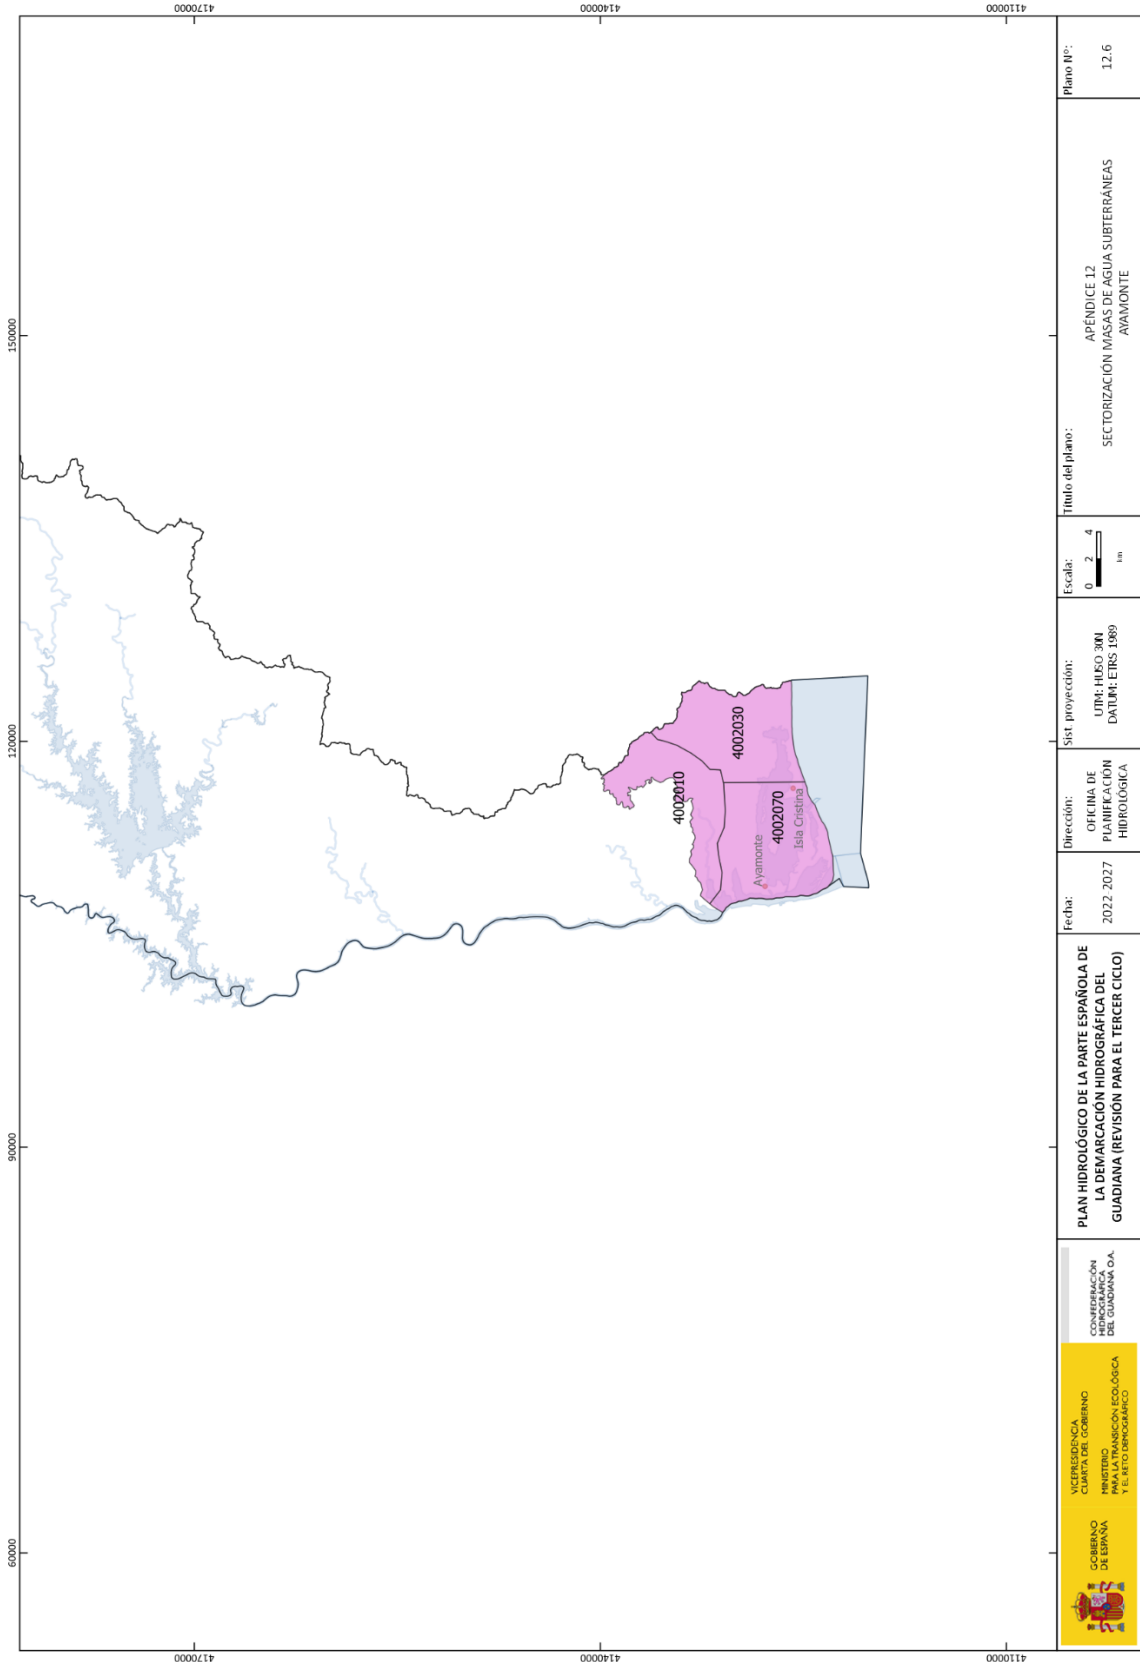 60000
90000
120000
150000
4170000
4170000
4140000
4140000
4110000
4110000
4002010
4002030
4002070
Ayamonte
Isla Cristina
GOBIERNO
DE ESPAÑA
VICEPRESIDENCIA
CUARTA DEL GOBIERNO
MINISTERIO
PARA LA TRANSICIÓN ECOLÓGICA
Y EL RETO DEMOGRÁFICO
CONFEDERACIÓN
HIDROGRÁFICA
DEL GUADIANA O.A.
PLAN HIDROLÓGICO DE LA PARTE ESPAÑOLA DE
LA DEMARCACIÓN HIDROGRÁFICA DEL
GUADIANA (REVISIÓN PARA EL TERCER CICLO)
Fecha:
2022-2027
Dirección:
OFICINA DE
PLANIFICACIÓN
HIDROLÓGICA
Sist. proyección:
UTM: HUSO 30N
DATUM: ETRS 1989
Escala:
0 2 4
km
Título del plano:
APÉNDICE 12
SECTORIZACIÓN MASAS DE AGUA SUBTERRÁNEAS
AYAMONTE
Plano Nº:
12.6